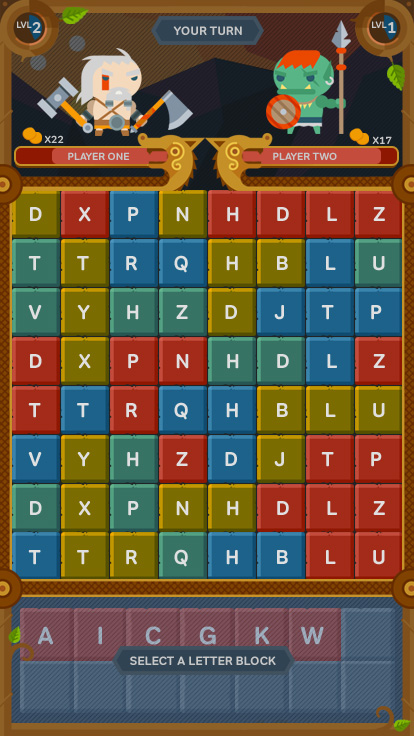 LVL 2
YOUR TURN
LVL 1
X22
X17
PLAYER ONE
PLAYER TWO
D X P N H D L Z
T T R Q H B L U
V Y H Z D J T P
D X P N H D L Z
T T R Q H B L U
V Y H Z D J T P
D X P N H D L Z
T T R Q H B L U
A I C G K W
SELECT A LETTER BLOCK